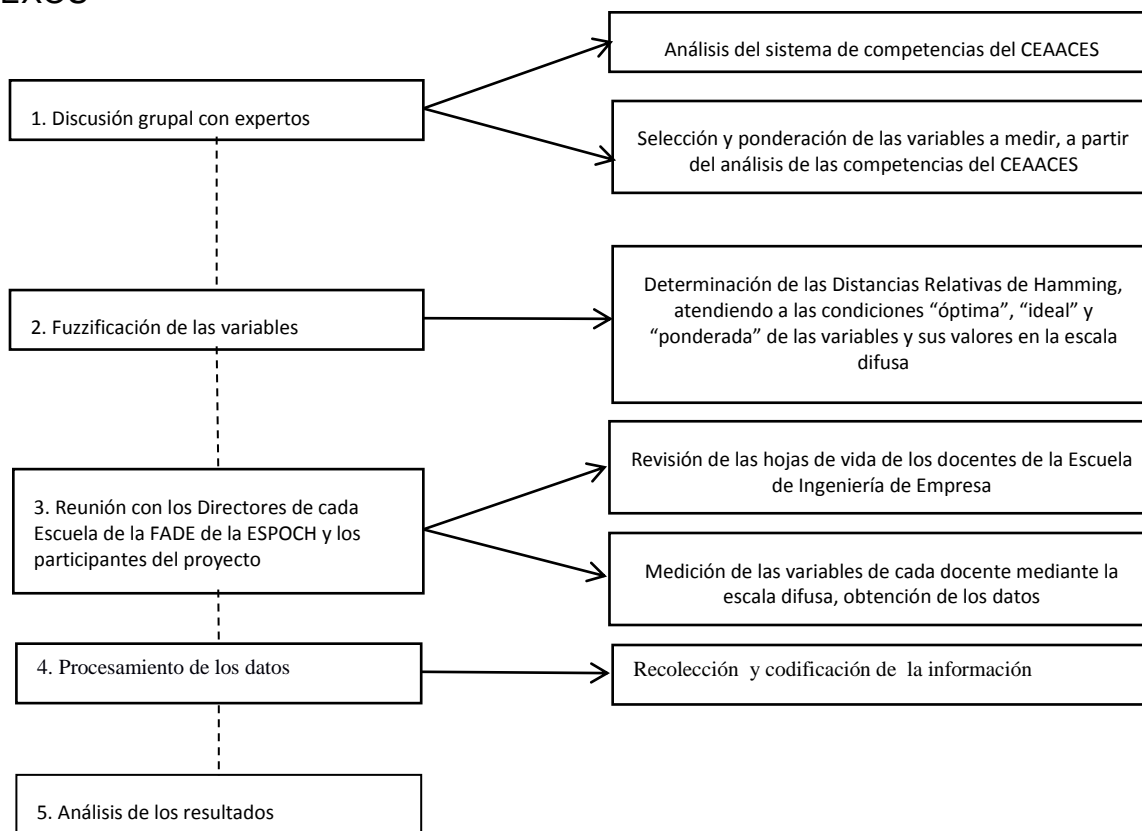 Análisis del sistema de competencias del CEAACES
1. Discusión grupal con expertos
Selección y ponderación de las variables a medir, a partir
del análisis de las competencias del CEAACES
Determinación de las Distancias Relativas de Hamming,
atendiendo a las condiciones “óptima”, “ideal” y
“ponderada” de las variables y sus valores en la escala
difusa
2. Fuzzificación de las variables
Revisión de las hojas de vida de los docentes de la Escuela
de Ingeniería de Empresa
3. Reunión con los Directores de cada
Escuela de la FADE de la ESPOCH y los
participantes del proyecto
Medición de las variables de cada docente mediante la
escala difusa, obtención de los datos
4. Procesamiento de los datos
Recolección y codificación de la información
5. Análisis de los resultados